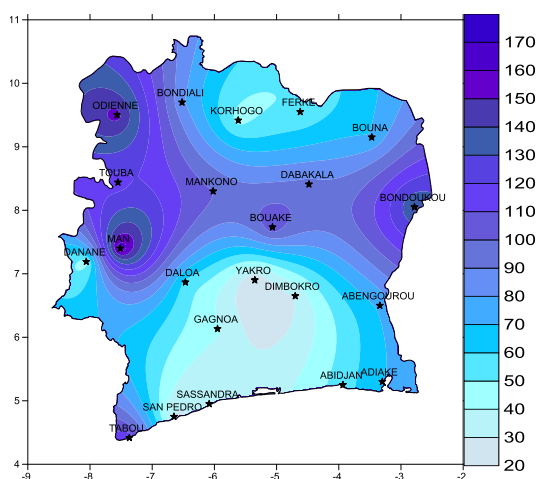 11
10
9
8
7
6
5
4
-9
-8
-7
-6
-5
-4
-3
-2
ODIENNE
BONDIALI
KORHOGO
FERKE
BOUNA
TOUBA
MANKONO
DABAKALA
BONDOUKOU
BOUAKE
MAN
DANANE
DALOA
YAKRO
DIMBOKRO
ABENGOUROU
GAGNOA
SASSANDRA
ABIDJAN
ADIAKE
SAN PEDRO
TABOU
170
160
150
140
130
120
110
100
90
80
70
60
50
40
30
20